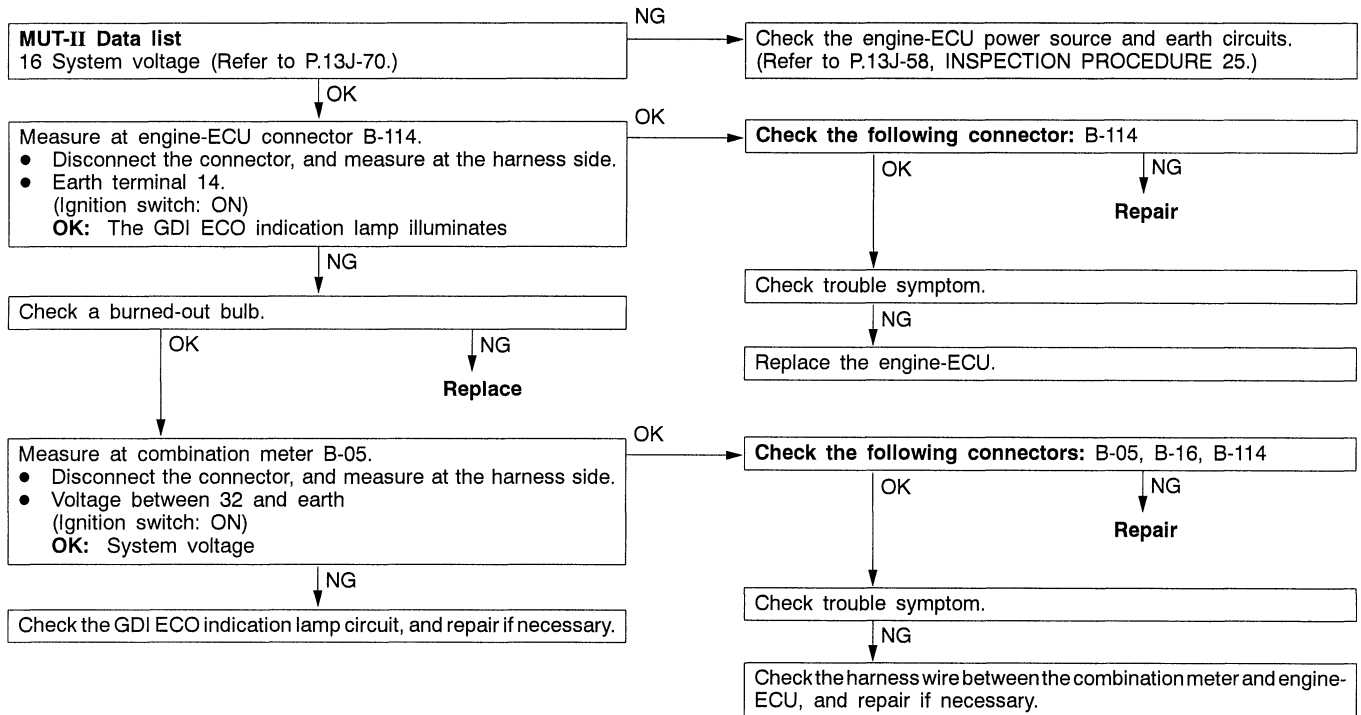 MUT-II Data list
16 System voltage (Refer to P.13J-70.)
NG
Check the engine-ECU power source and earth circuits.
(Refer to P.13J-58, INSPECTION PROCEDURE 25.)
OK
Measure at engine-ECU connector B-114.
● Disconnect the connector, and measure at the harness side.
● Earth terminal 14.
(Ignition switch: ON)
OK: The GDI ECO indication lamp illuminates
OK
Check the following connector: B-114
OK
NG
Repair
Check trouble symptom.
NG
Replace the engine-ECU.
NG
Check a burned-out bulb.
OK
NG
Replace
Measure at combination meter B-05.
● Disconnect the connector, and measure at the harness side.
● Voltage between 32 and earth
(Ignition switch: ON)
OK: System voltage
OK
Check the following connectors: B-05, B-16, B-114
OK
NG
Repair
Check trouble symptom.
NG
Check the harness wire between the combination meter and engine-
ECU, and repair if necessary.
NG
Check the GDI ECO indication lamp circuit, and repair if necessary.